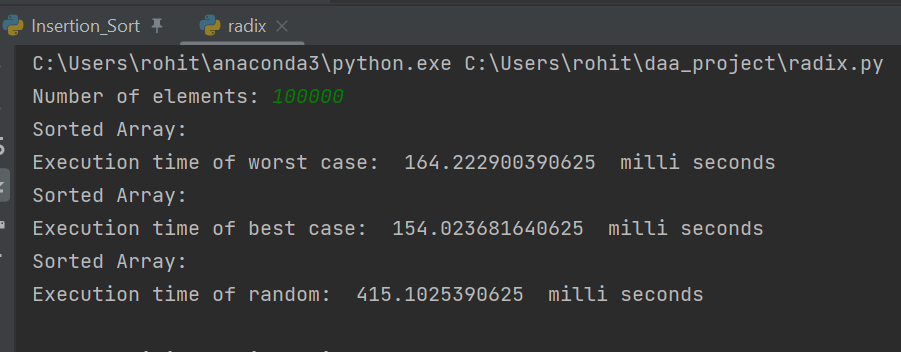 Insertion_Sort radix
C:\Users\rohit\anaconda3\python.exe C:\Users\rohit\daa_project\radix.py
Number of elements: 100000
Sorted Array:
Execution time of worst case:  164.222900390625  milli seconds
Sorted Array:
Execution time of best case:  154.023681640625  milli seconds
Sorted Array:
Execution time of random:  415.1025390625  milli seconds